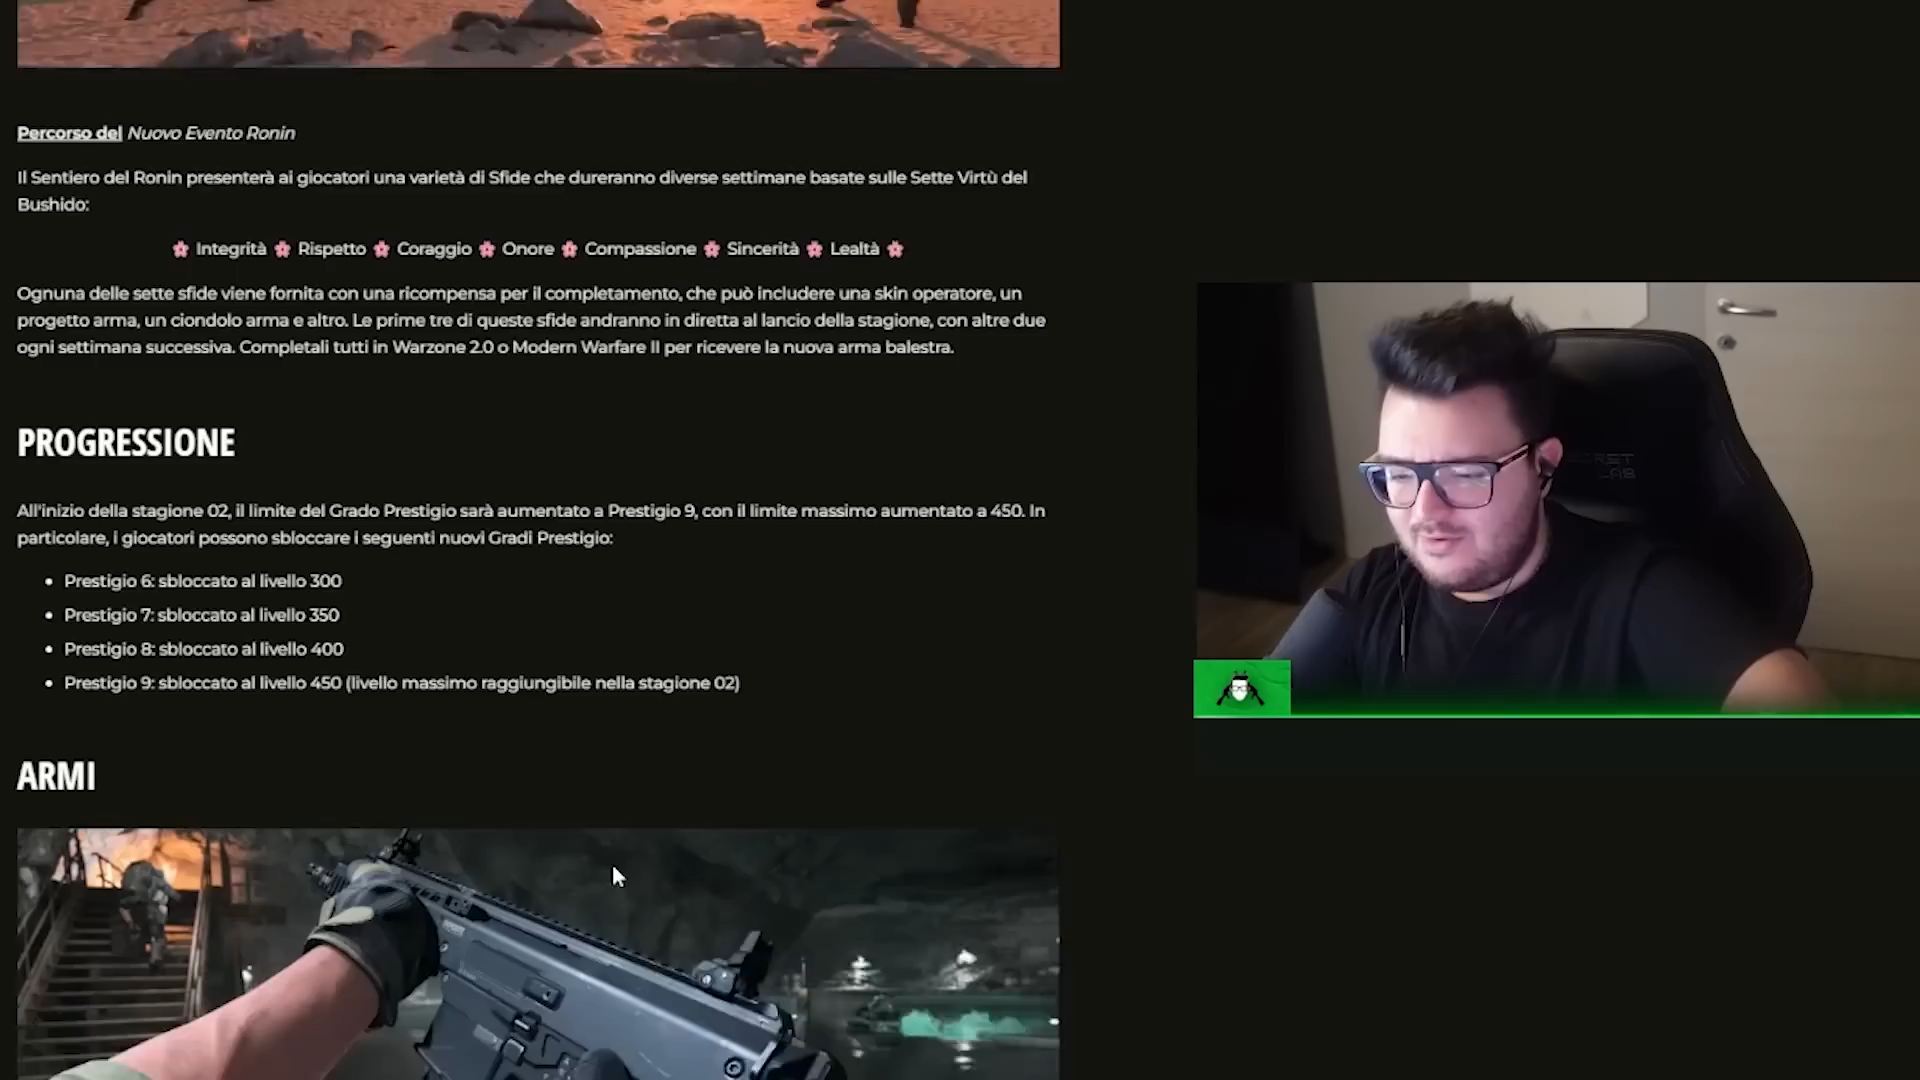 Percorso del Nuovo Evento Ronin
Il Sentiero del Ronin presenterà ai giocatori una varietà di Sfide che dureranno diverse settimane basate sulle Sette Virtù del
Bushido:
🌸 Integrità 🌸 Rispetto 🌸 Coraggio 🌸 Onore 🌸 Compassione 🌸 Sincerità 🌸 Lealtà 🌸
Ognuna delle sette sfide viene fornita con una ricompensa per il completamento, che può includere una skin operatore, un
progetto arma, un ciondolo arma e altro. Le prime tre di queste sfide andranno in diretta al lancio della stagione, con altre due
ogni settimana successiva. Completali tutti in Warzone 2.0 o Modern Warfare II per ricevere la nuova arma balestra.
PROGRESSIONE
All'inizio della stagione 02, il limite del Grado Prestigio sarà aumentato a Prestigio 9, con il limite massimo aumentato a 450. In
particolare, i giocatori possono sbloccare i seguenti nuovi Gradi Prestigio:
• Prestigio 6: sbloccato al livello 300
• Prestigio 7: sbloccato al livello 350
• Prestigio 8: sbloccato al livello 400
• Prestigio 9: sbloccato al livello 450 (livello massimo raggiungibile nella stagione 02)
ARMI